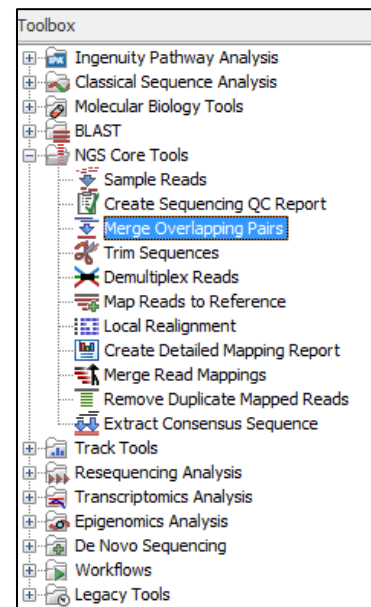 Toolbox
Ingenuity Pathway Analysis
Classical Sequence Analysis
Molecular Biology Tools
BLAST
NGS Core Tools
Sample Reads
Create Sequencing QC Report
Merge Overlapping Pairs
Trim Sequences
Demultiplex Reads
Map Reads to Reference
Local Realignment
Create Detailed Mapping Report
Merge Read Mappings
Remove Duplicate Mapped Reads
Extract Consensus Sequence
Track Tools
Resequencing Analysis
Transcriptomics Analysis
Epigenomics Analysis
De Novo Sequencing
Workflows
Legacy Tools